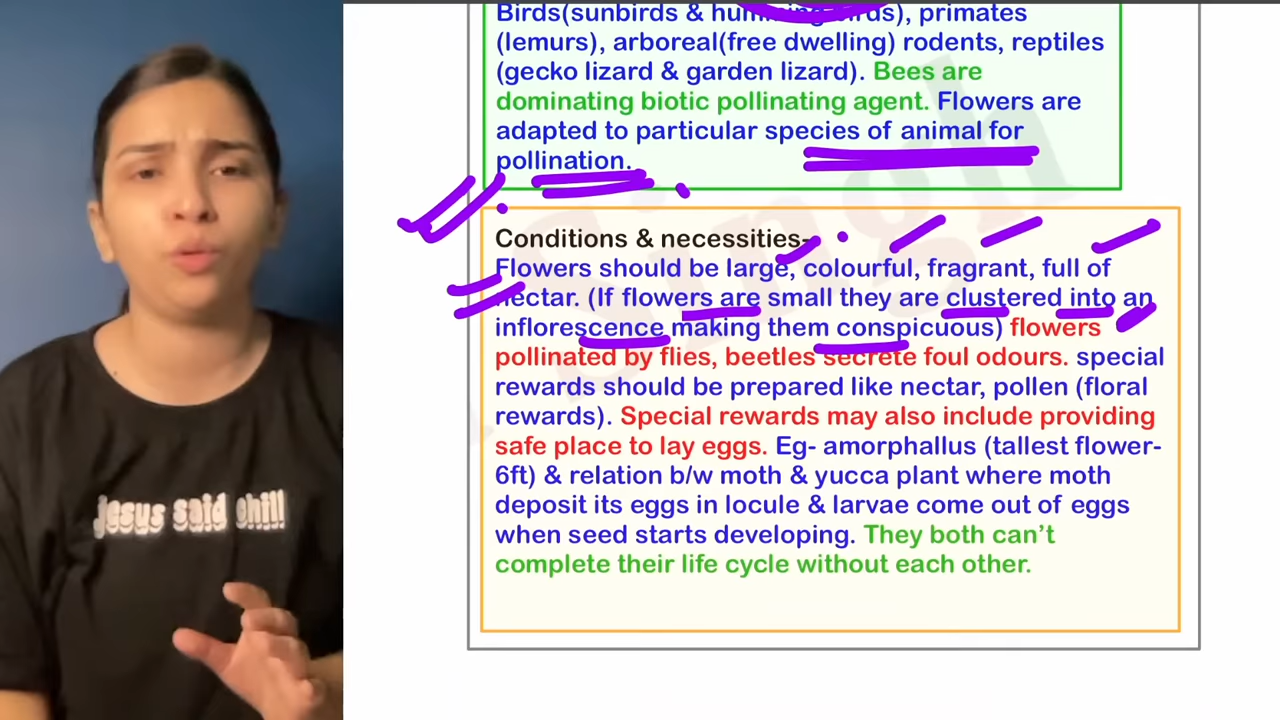 Birds(sunbirds & humming birds), primates
(lemurs), arboreal(free dwelling) rodents, reptiles
(gecko lizard & garden lizard). Bees are
dominating biotic pollinating agent. Flowers are
adapted to particular species of animal for
pollination.
Conditions & necessities-
Flowers should be large, colourful, fragrant, full of
nectar. (If flowers are small they are clustered into an
inflorescence making them conspicuous) flowers
pollinated by flies, beetles secrete foul odours. special
rewards should be prepared like nectar, pollen (floral
rewards). Special rewards may also include providing
safe place to lay eggs. Eg- amorphallus (tallest flower-
6ft) & relation b/w moth & yucca plant where moth
deposit its eggs in locule & larvae come out of eggs
when seed starts developing. They both can't
complete their life cycle without each other.
Singh
jesus said chill